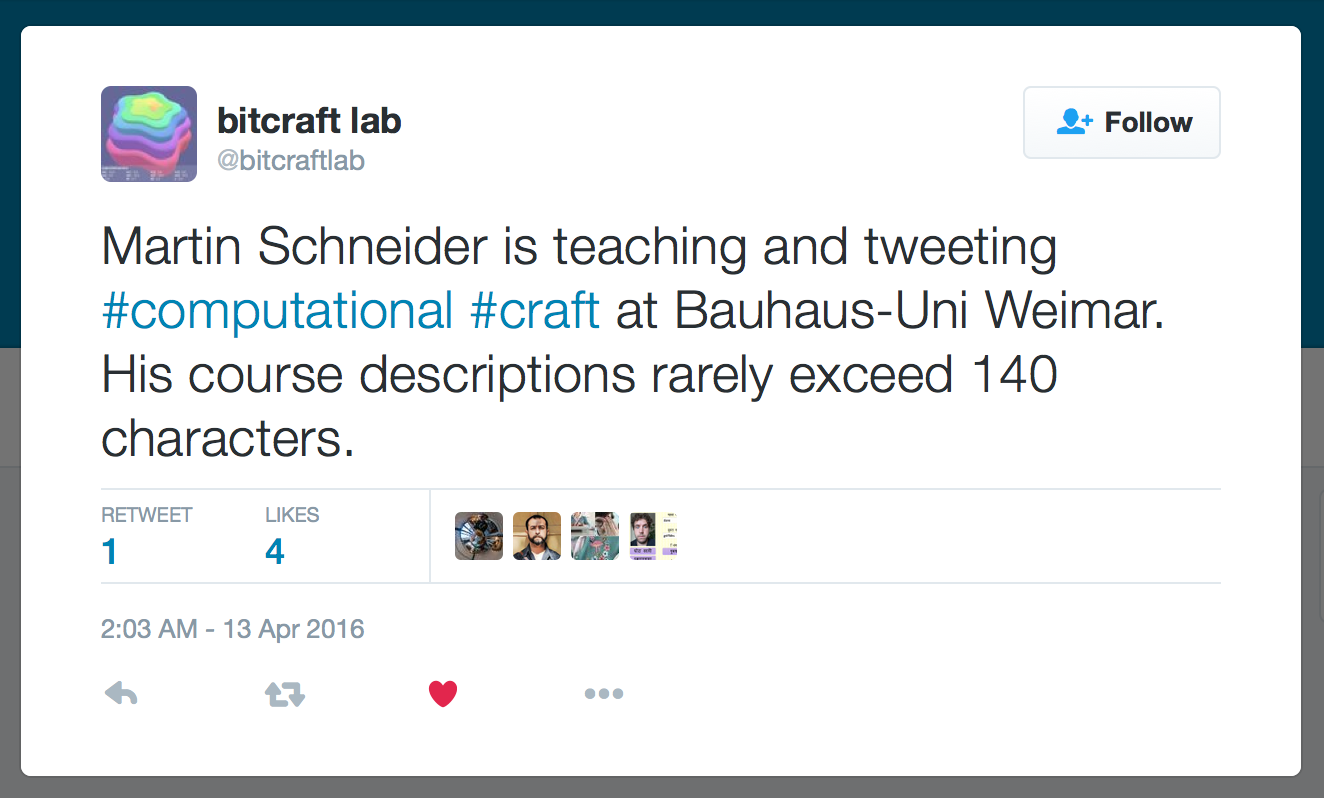 bitcraft lab
@bitcraftlab
Follow
Martin Schneider is teaching and tweeting
#computational #craft at Bauhaus-Uni Weimar.
His course descriptions rarely exceed 140
characters.
RETWEET LIKES
1 4
2:03 AM - 13 Apr 2016